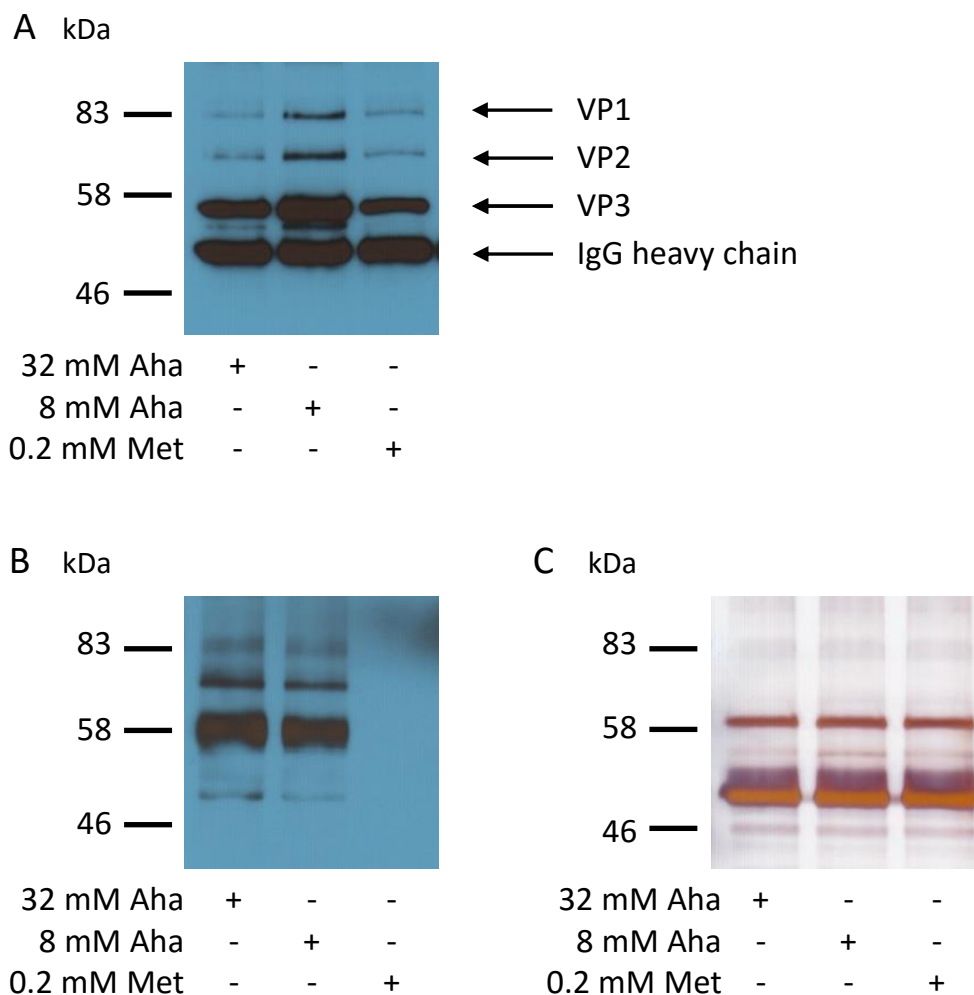 A kDa
83
58
46
VP1
VP2
VP3
IgG heavy chain
32 mM Aha + - -
8 mM Aha - + -
0.2 mM Met - - +
B kDa
83
58
46
32 mM Aha + - -
8 mM Aha - + -
0.2 mM Met - - +
C kDa
83
58
46
32 mM Aha + - -
8 mM Aha - + -
0.2 mM Met - - +